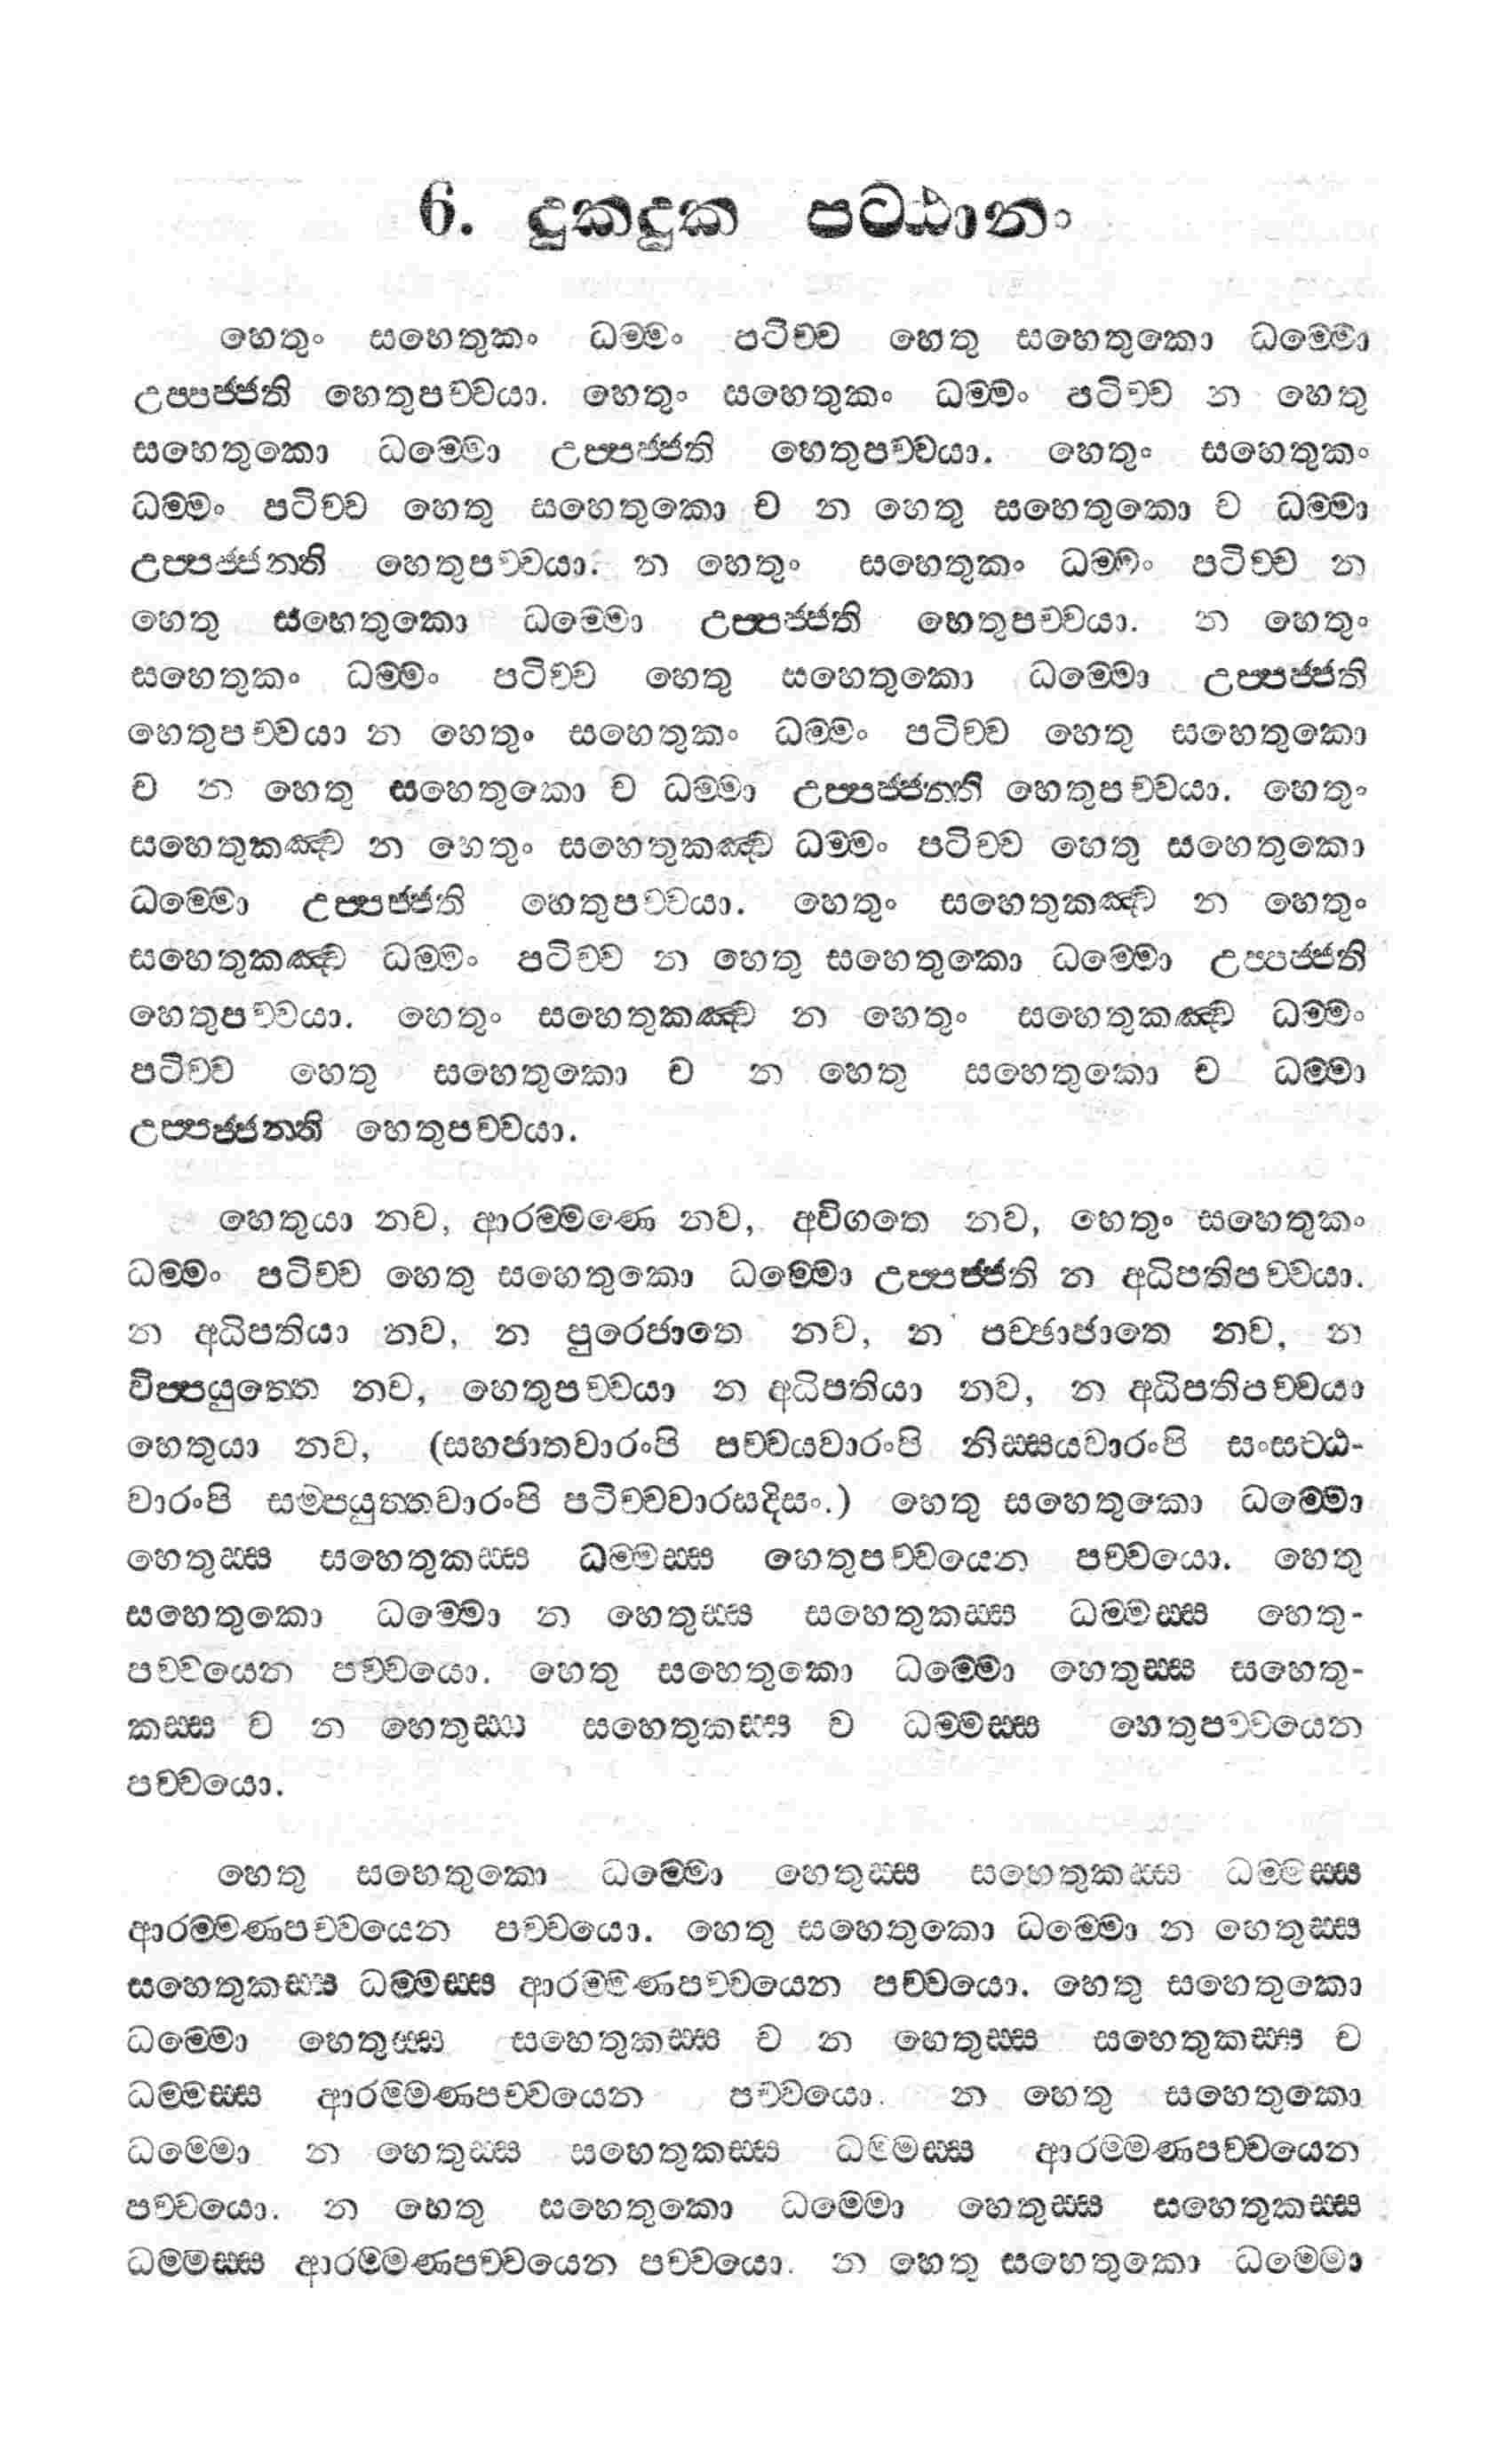 6. දුකදුක පට්ඨානං
හෙතුං සහෙතුකං ධම්මං පටිච්ච හෙතු සහෙතුකො ධම්මො
උප්පජ්ජති හෙතුපච්චයා. හෙතුං සහෙතුකං ධම්මං පටිච්ච න හෙතු
සහෙතුකො ධම්මො උප්පජ්ජති හෙතුපච්චයා. හෙතුං සහෙතුකං
ධම්මං පටිච්ච හෙතු සහෙතුකො ච න හෙතු සහෙතුකො ච ධම්මා
උප්පජ්ජන්ති හෙතුපච්චයා. න හෙතුං සහෙතුකං ධම්මං පටිච්ච න
හෙතු සහෙතුකො ධම්මො උප්පජ්ජති හෙතුපච්චයා. න හෙතුං
සහෙතුකං ධම්මං පටිච්ච හෙතු සහෙතුකො ධම්මො උප්පජ්ජති
හෙතුපච්චයා න හෙතුං සහෙතුකං ධම්මං පටිච්ච හෙතු සහෙතුකො
ච න හෙතු සහෙතුකො ච ධම්මා උප්පජ්ජන්ති හෙතුපච්චයා. හෙතුං
සහෙතුකඤ්ච න හෙතුං සහෙතුකඤ්ච ධම්මං පටිච්ච හෙතු සහෙතුකො
ධම්මො උප්පජ්ජති හෙතුපච්චයා. හෙතුං සහෙතුකඤ්ච න හෙතුං
සහෙතුකඤ්ච ධම්මං පටිච්ච න හෙතු සහෙතුකො ධම්මො උප්පජ්ජති
හෙතුපච්චයා. හෙතුං සහෙතුකඤ්ච න හෙතුං සහෙතුකඤ්ච ධම්මං
පටිච්ච හෙතු සහෙතුකො ච න හෙතු සහෙතුකො ච ධම්මා
උප්පජ්ජන්ති හෙතුපච්චයා.
හෙතුයා නව, ආරම්මණෙ නව, අවිගතෙ නව, හෙතුං සහෙතුකං
ධම්මං පටිච්ච හෙතු සහෙතුකො ධම්මො උප්පජ්ජති න අධිපතිපච්චයා.
න අධිපතියා නව, න පුරෙජාතෙ නව, න පච්ඡාජාතෙ නව, න
විප්පයුත්තෙ නව, හෙතුපච්චයා න අධිපතියා නව, න අධිපතිපච්චයා
හෙතුයා නව, (සහජාතවාරංපි පච්චයවාරංපි නිස්සයවාරංපි සංසට්ඨ-
වාරංපි සම්පයුත්තවාරංපි පටිච්චවාරසදිසං.) හෙතු සහෙතුකො ධම්මො
හෙතුස්ස සහෙතුකස්ස ධම්මස්ස හෙතුපච්චයෙන පච්චයො. හෙතු
සහෙතුකො ධම්මො න හෙතුස්ස සහෙතුකස්ස ධම්මස්ස හෙතු-
පච්චයෙන පච්චයො. හෙතු සහෙතුකො ධම්මො හෙතුස්ස සහෙතු-
කස්ස ච න හෙතුස්ස සහෙතුකස්ස ච ධම්මස්ස හෙතුපච්චයෙන
පච්චයො.
හෙතු සහෙතුකො ධම්මො හෙතුස්ස සහෙතුකස්ස ධම්මස්ස
ආරම්මණපච්චයෙන පච්චයො. හෙතු සහෙතුකො ධම්මො න හෙතුස්ස
සහෙතුකස්ස ධම්මස්ස ආරම්මණපච්චයෙන පච්චයො. හෙතු සහෙතුකො
ධම්මො හෙතුස්ස සහෙතුකස්ස ච න හෙතුස්ස සහෙතුකස්ස ච
ධම්මස්ස ආරම්මණපච්චයෙන පච්චයො. න හෙතු සහෙතුකො
ධම්මො න හෙතුස්ස සහෙතුකස්ස ධම්මස්ස ආරම්මණපච්චයෙන
පච්චයො. න හෙතු සහෙතුකො ධම්මො හෙතුස්ස සහෙතුකස්ස
ධම්මස්ස ආරම්මණපච්චයෙන පච්චයො. න හෙතු සහෙතුකො ධම්මො